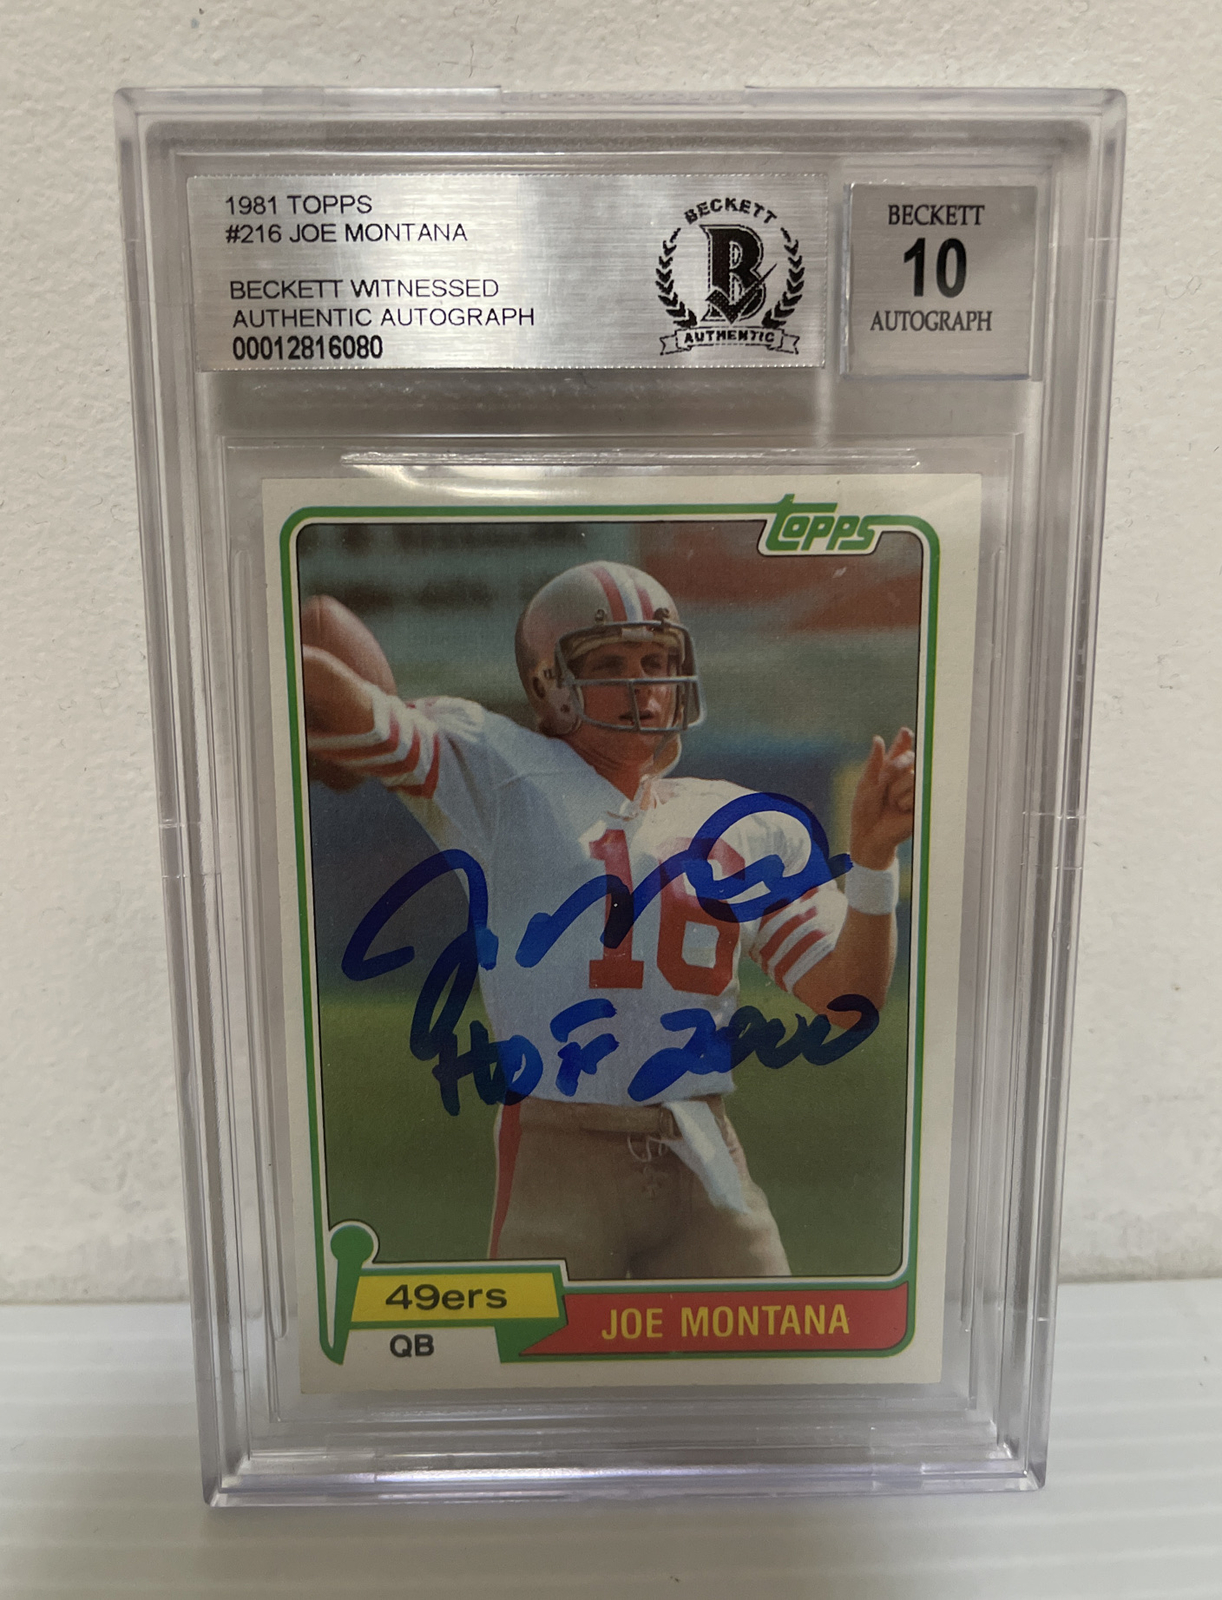 1981 TOPPS
#216 JOE MONTANA
BECKETT WITNESSED
AUTHENTIC AUTOGRAPH
00012816080
BECKETT
B
AUTHENTIC
BECKETT
10
AUTOGRAPH
topps
16
HOF 2000
49ers
QB
JOE MONTANA